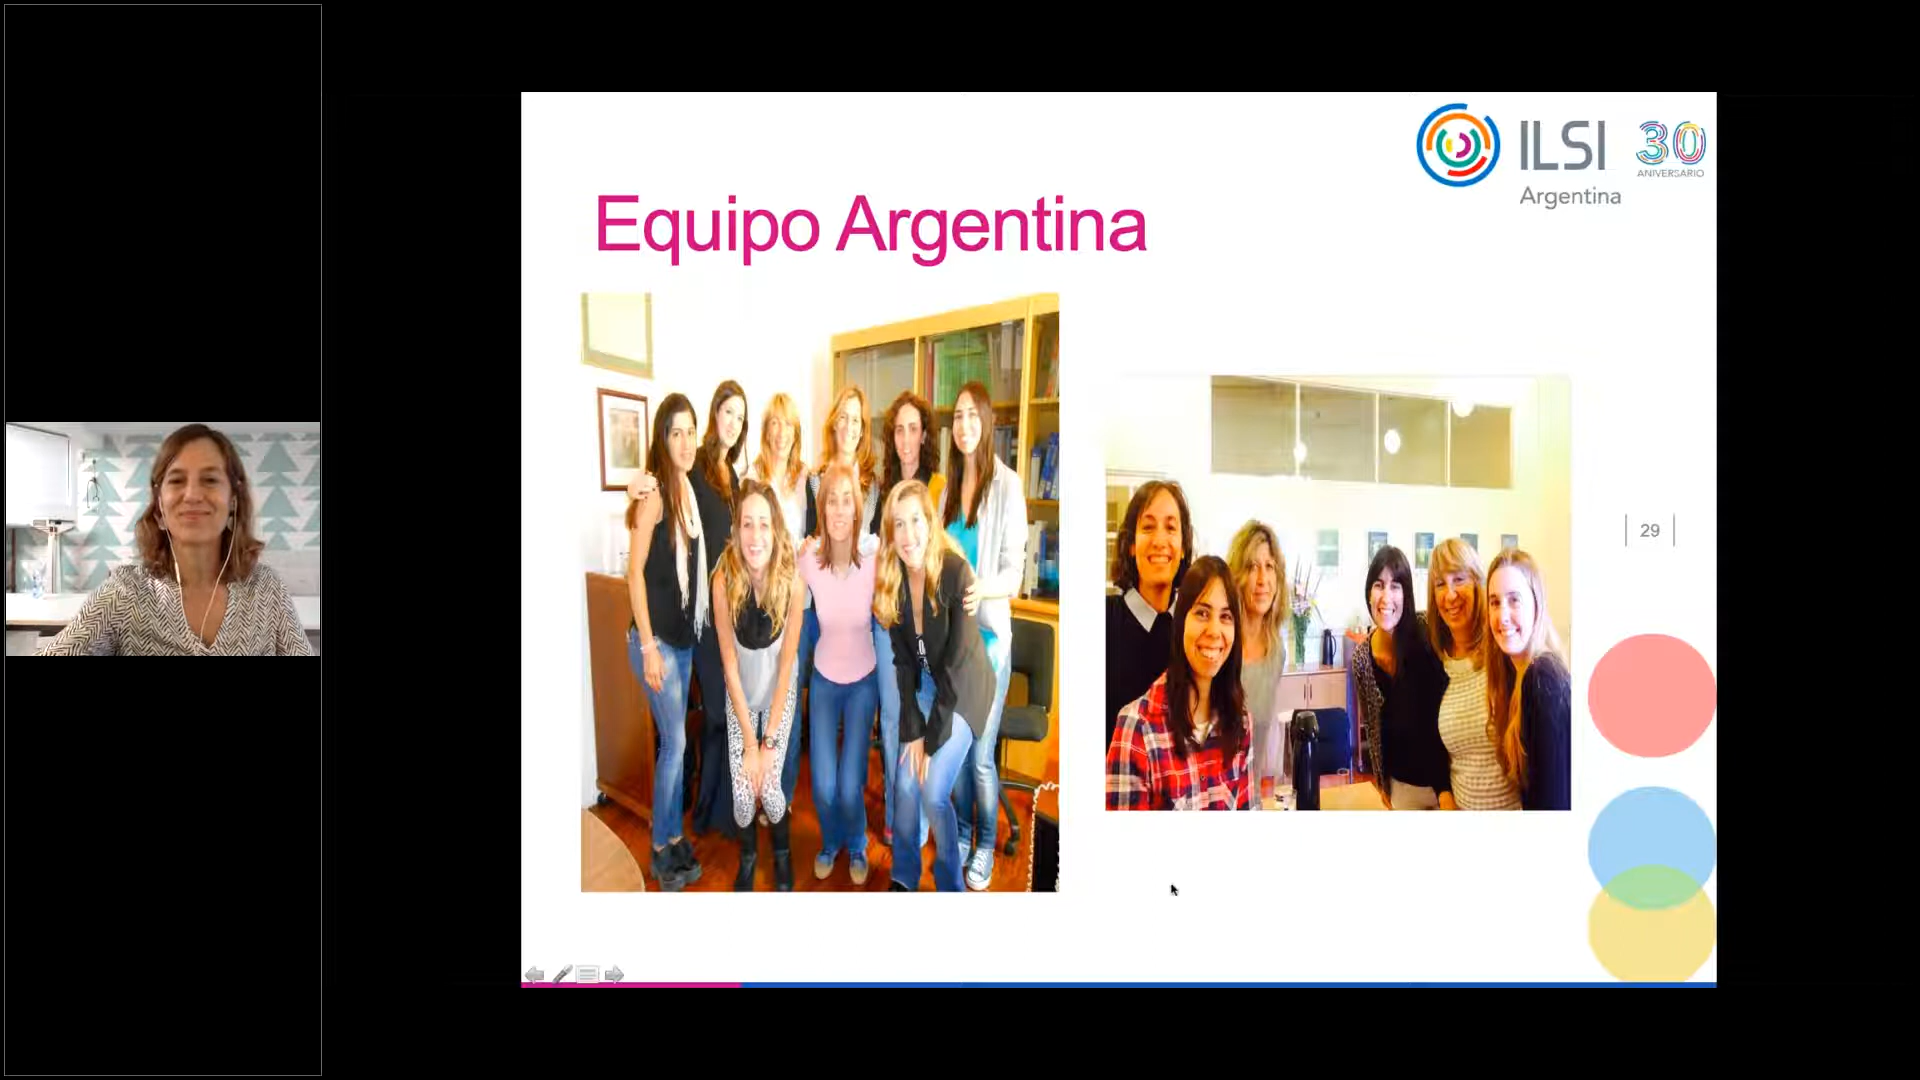 ILSI
30
ANIVERSARIO
Argentina
Equipo Argentina
29